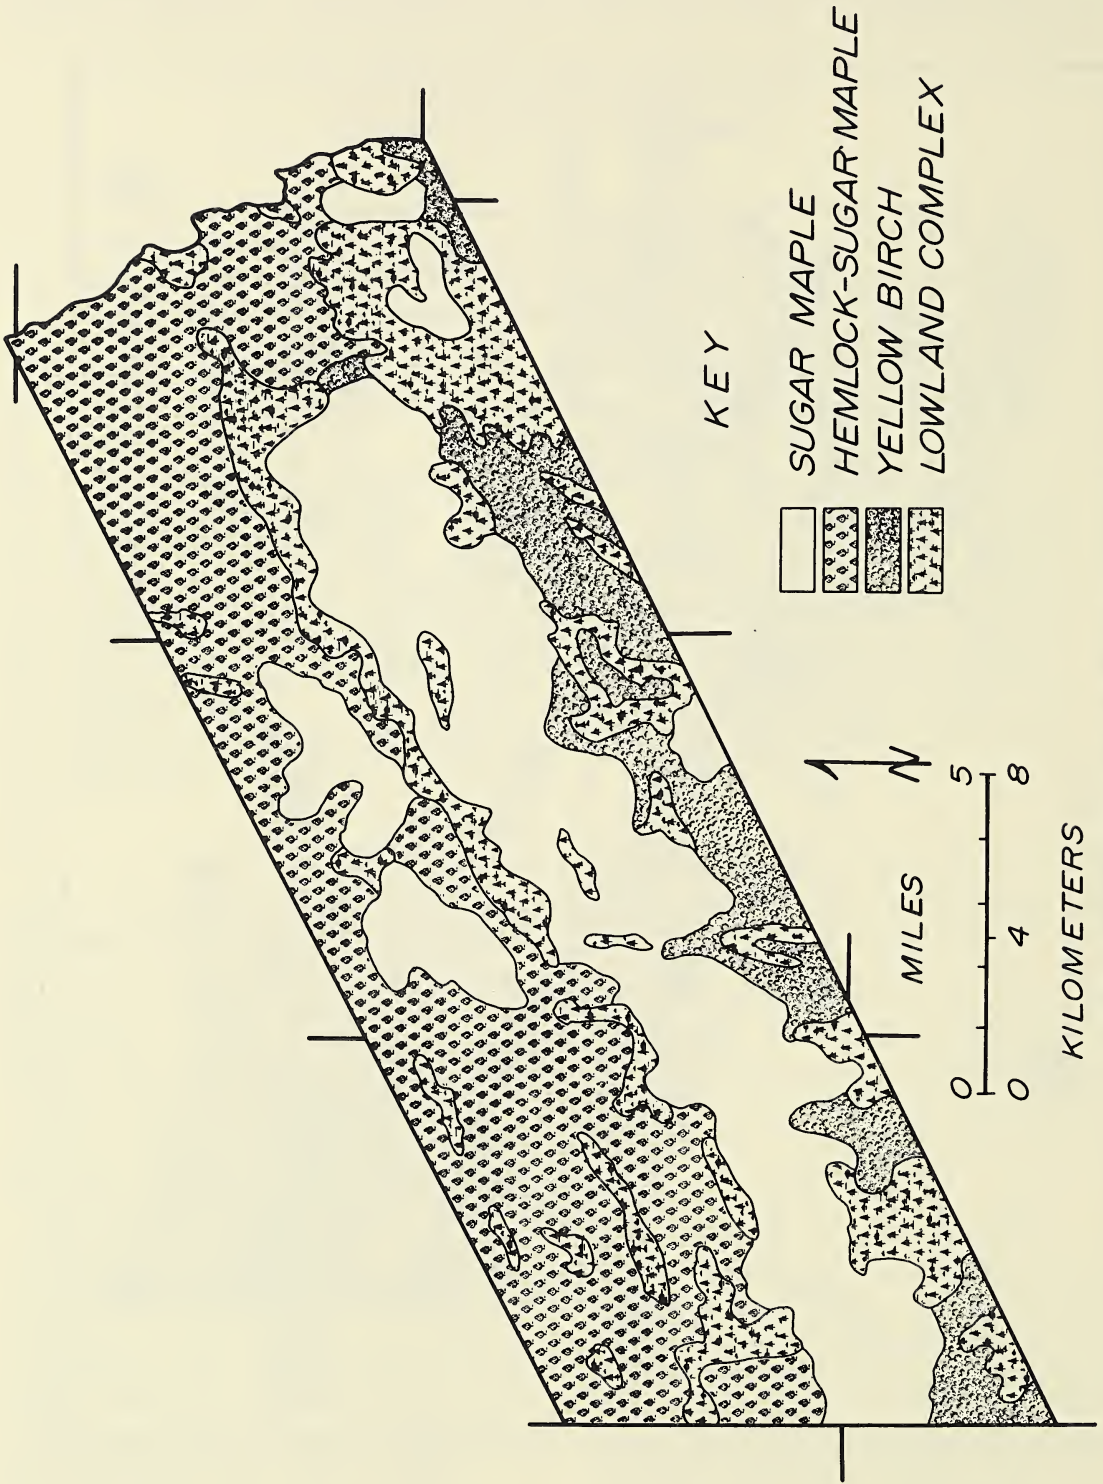 KEY
SUGAR MAPLE
HEMLOCK-SUGAR MAPLE
YELLOW BIRCH
LOWLAND COMPLEX
N
MILES
0 5
0 4 8
KILOMETERS